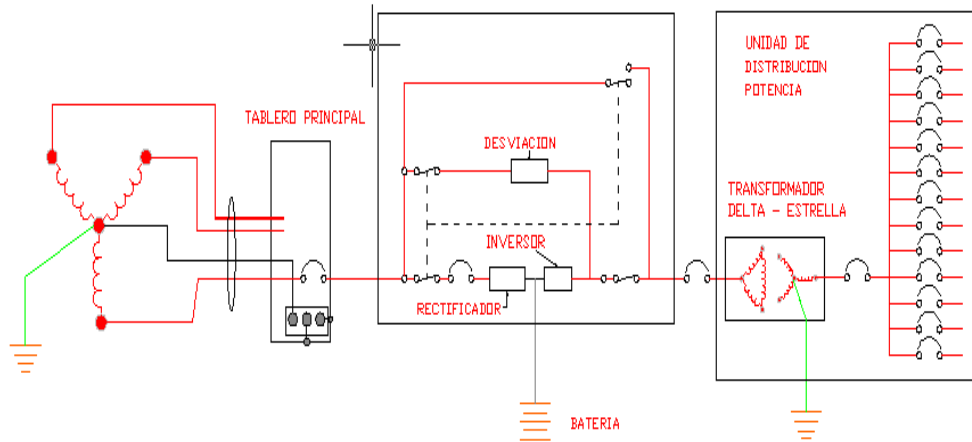 TABLERO PRINCIPAL
DESVIACION
INVERSOR
RECTIFICADOR
BATERIA
UNIDAD DE
DISTRIBUCION
POTENCIA
TRANSFORMADOR
DELTA - ESTRELLA